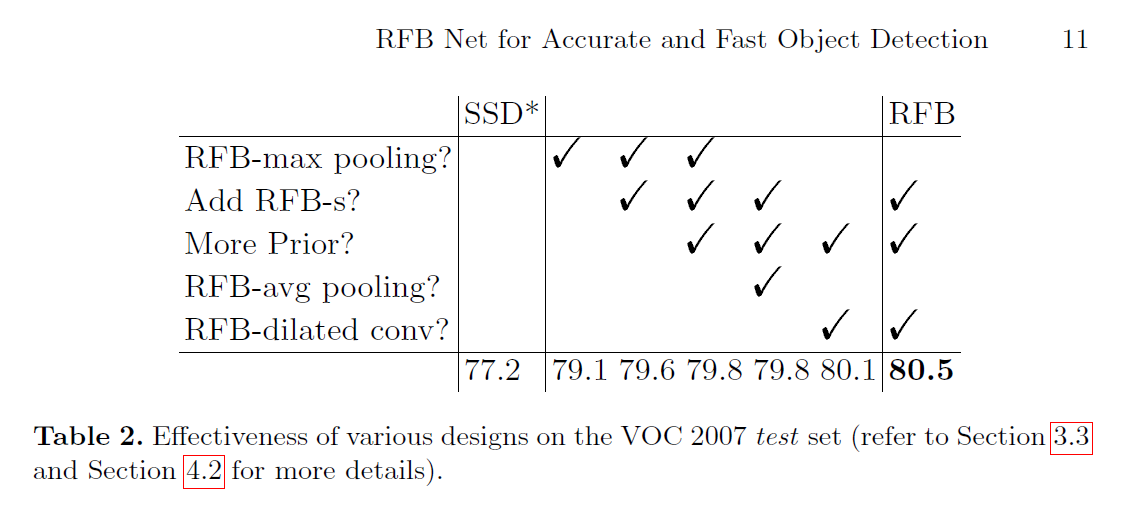 RFB Net for Accurate and Fast Object Detection 11
SSD* RFB
RFB-max pooling? ✓ ✓ ✓
Add RFB-s? ✓ ✓ ✓ ✓
More Prior? ✓ ✓ ✓ ✓
RFB-avg pooling? ✓
RFB-dilated conv? ✓ ✓
77.2 79.1 79.6 79.8 79.8 80.1 80.5
Table 2. Effectiveness of various designs on the VOC 2007 test set (refer to Section 3.3
and Section 4.2 for more details).